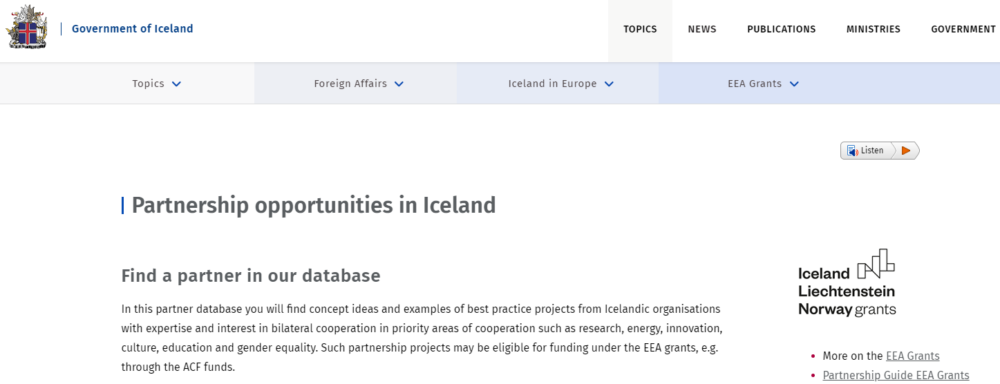 Government of Iceland
TOPICS NEWS PUBLICATIONS MINISTRIES GOVERNMENT
Topics Foreign Affairs Iceland in Europe EEA Grants
Listen
Partnership opportunities in Iceland
Find a partner in our database
In this partner database you will find concept ideas and examples of best practice projects from Icelandic organisations
with expertise and interest in bilateral cooperation in priority areas of cooperation such as research, energy, innovation,
culture, education and gender equality. Such partnership projects may be eligible for funding under the EEA grants, e.g.
through the ACF funds.
Iceland
Liechtenstein
Norway grants
More on the EEA Grants
Partnership Guide EEA Grants